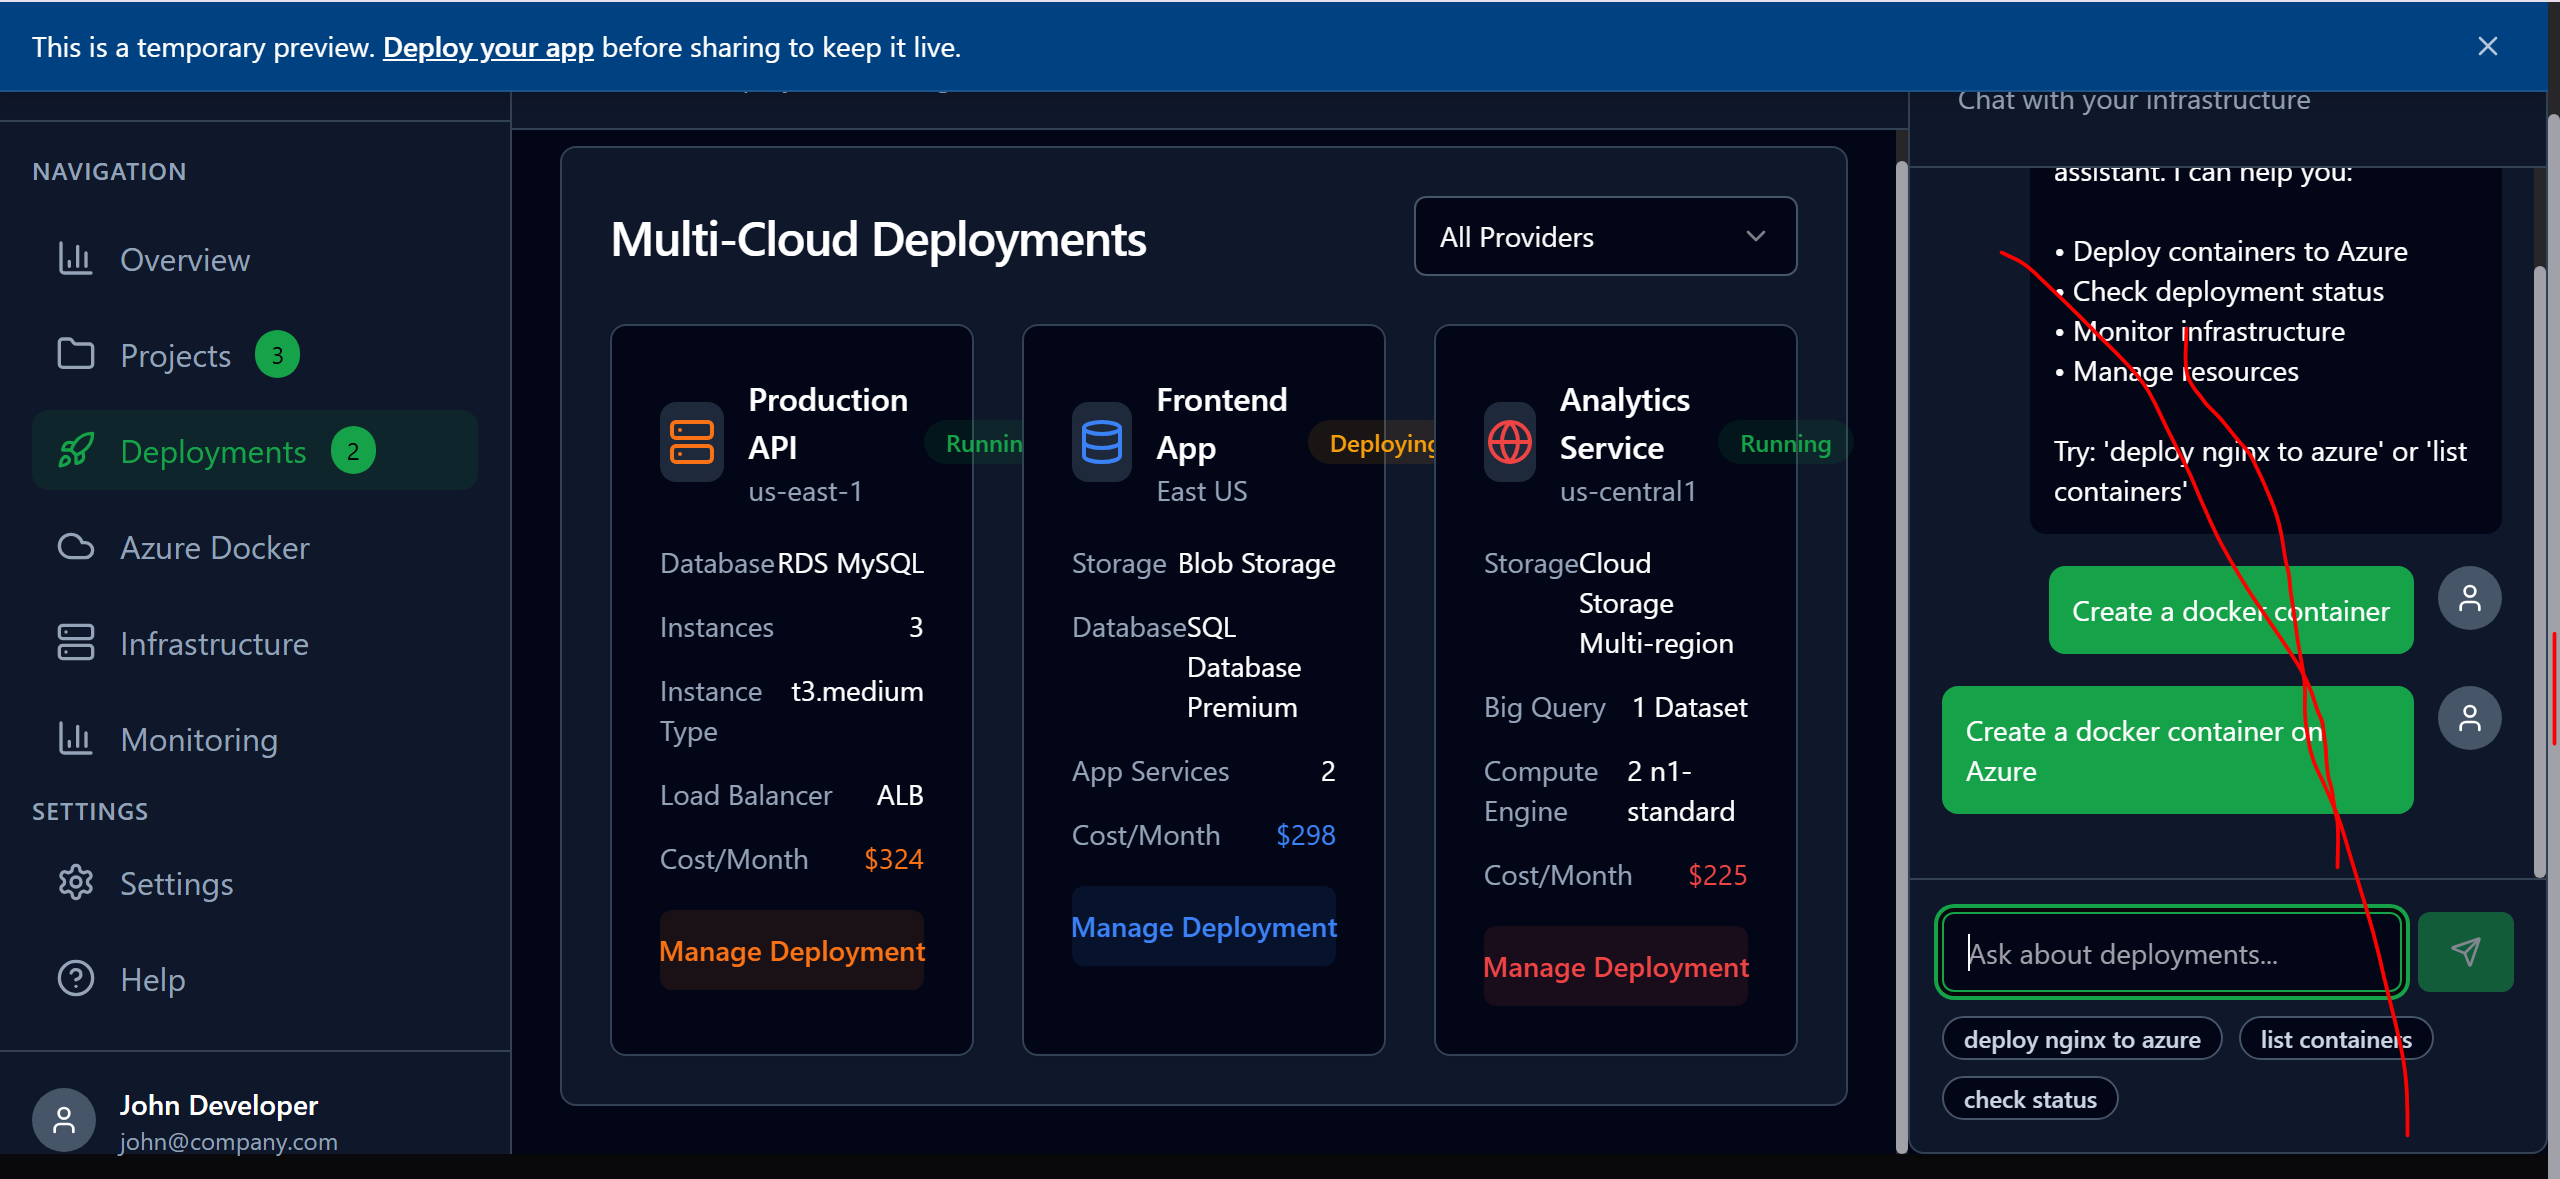 This is a temporary preview. Deploy your app before sharing to keep it live.
NAVIGATION
Overview
Projects 3
Deployments 2
Azure Docker
Infrastructure
Monitoring
SETTINGS
Settings
Help
John Developer
john@company.com
Multi-Cloud Deployments
All Providers
Production
API
us-east-1
Runnin
Database RDS MySQL
Instances 3
Instance t3.medium
Type
Load Balancer ALB
Cost/Month $324
Manage Deployment
Frontend
App
East US
Deploying
Storage Blob Storage
Database SQL
Database
Premium
App Services 2
Cost/Month $298
Manage Deployment
Analytics
Service
us-central1
Running
Storage Cloud
Storage
Multi-region
Big Query 1 Dataset
Compute 2 n1-
Engine standard
Cost/Month $225
Manage Deployment
Chat with your infrastructure
assistant. I can help you:
• Deploy containers to Azure
• Check deployment status
• Monitor infrastructure
• Manage resources
Try: 'deploy nginx to azure' or 'list
containers'
Create a docker container
Create a docker container on
Azure
Ask about deployments...
deploy nginx to azure
list containers
check status